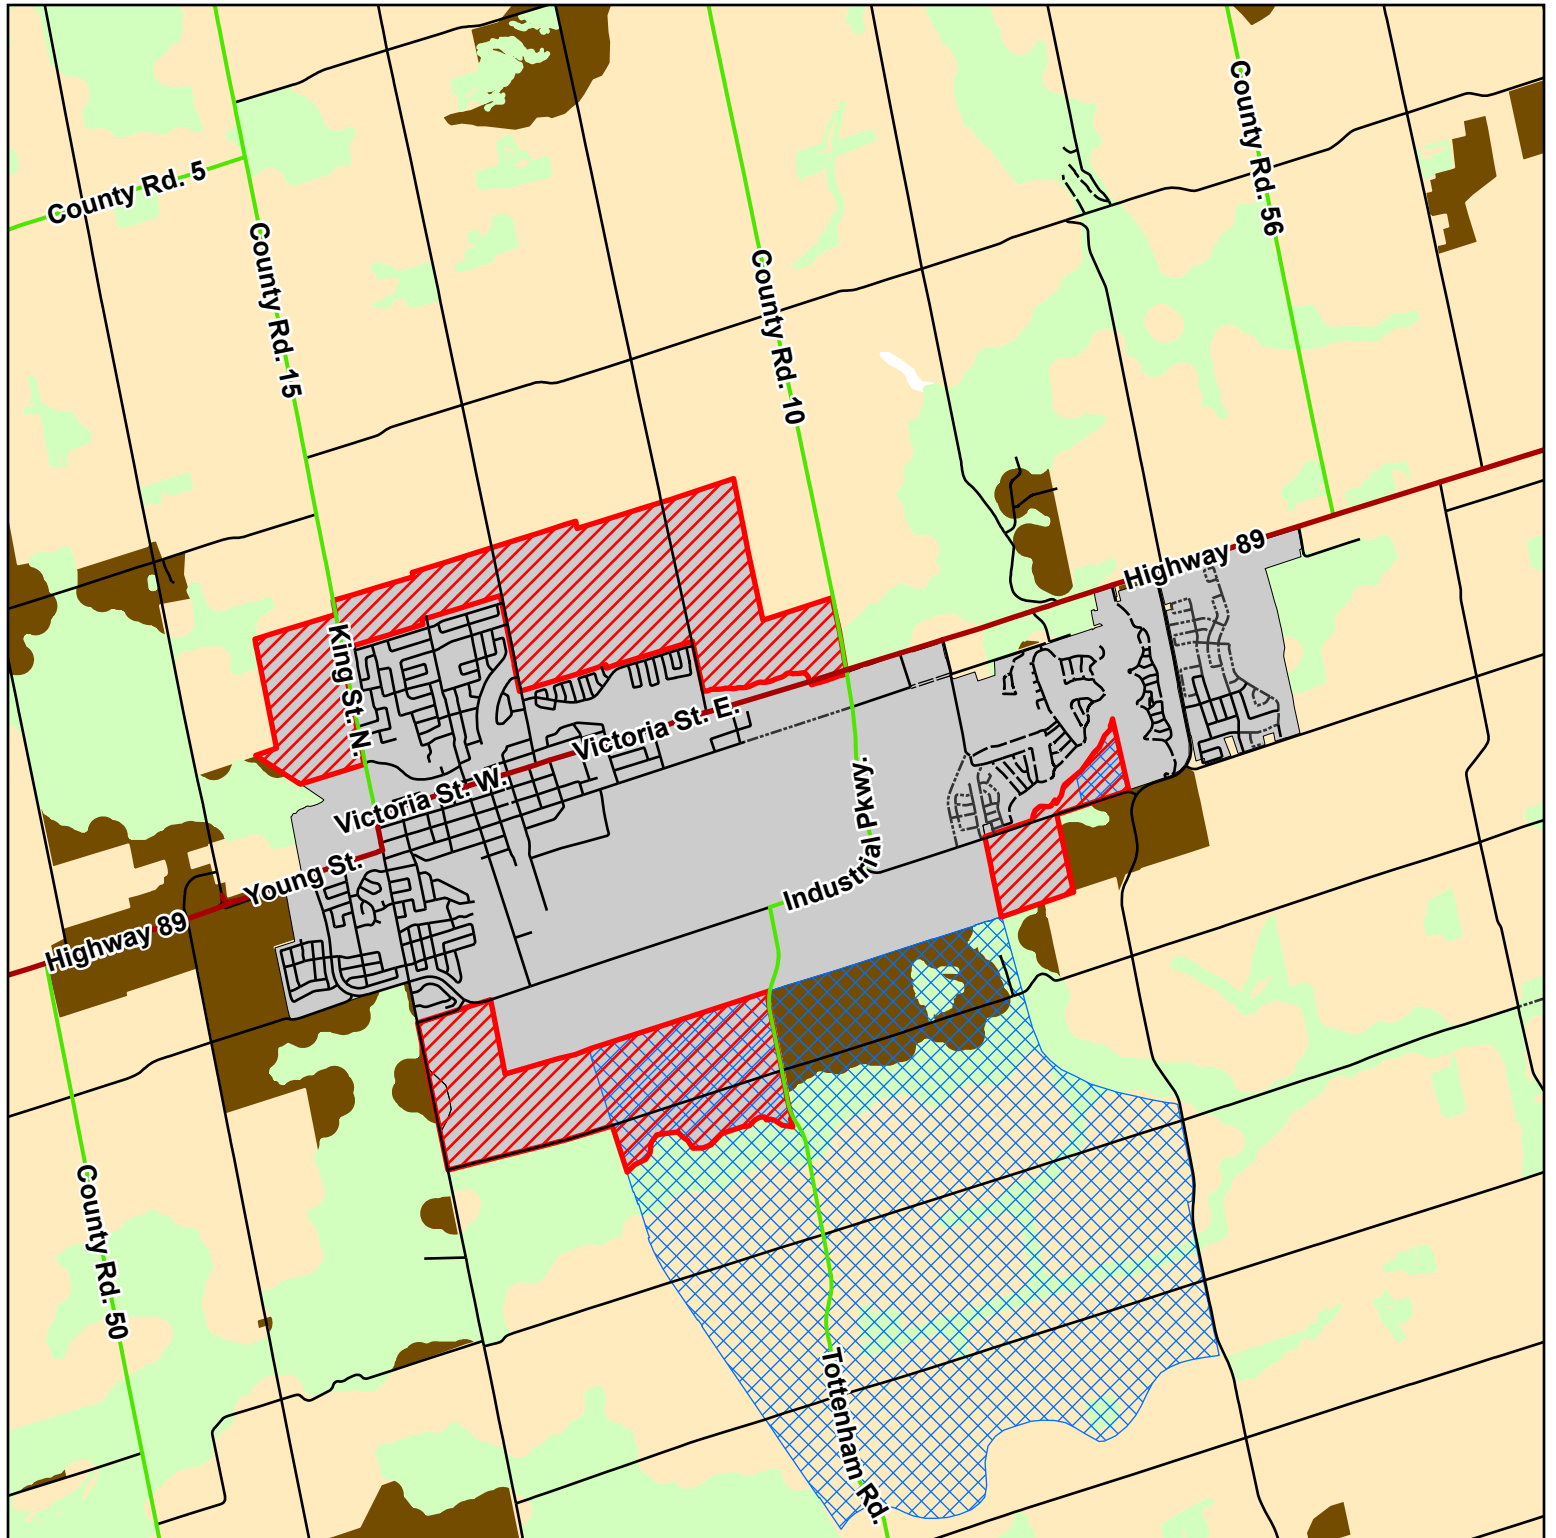 County Rd. 56
County Rd. 5
County Rd. 15
County Rd. 10
Highway 89
King St. N.
Victoria St. E.
Victoria St. W.
Industrial Pkwy.
Young St.
Highway 89
County Rd. 50
Tottenham Rd.